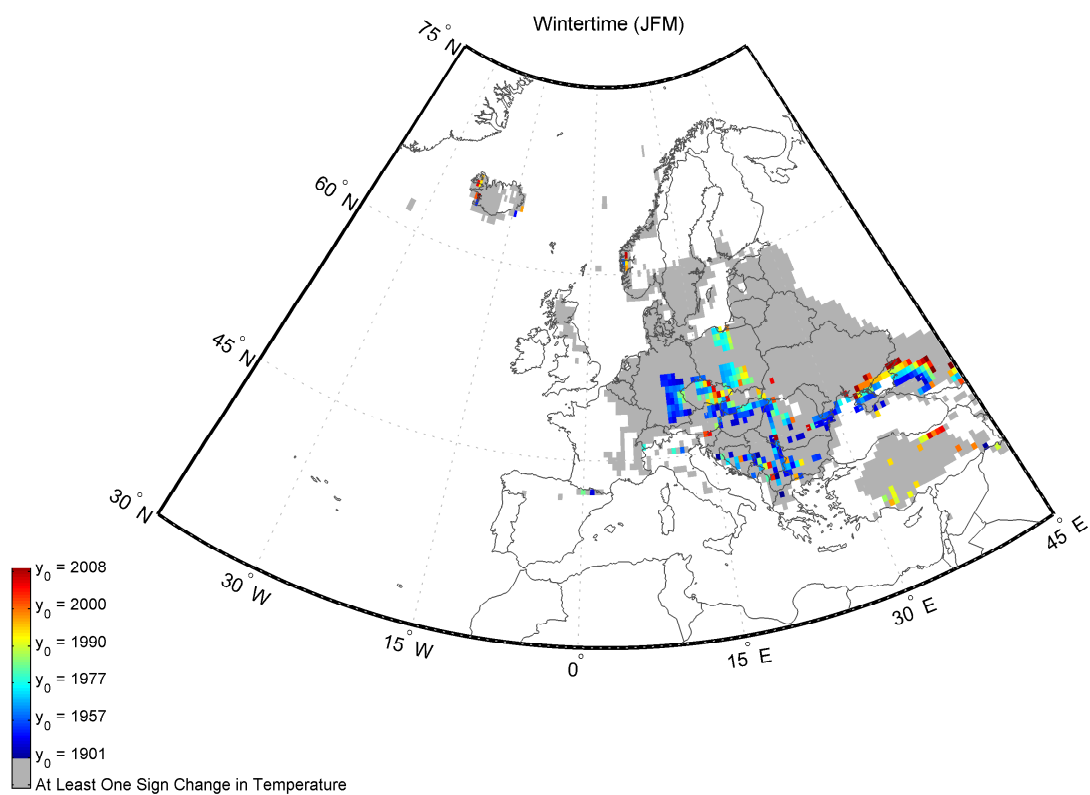 Wintertime (JFM)
75° N
60° N
45° N
30° N
30° W
15° W
0°
15° E
30° E
45° E
y0 = 2008
y0 = 2000
y0 = 1990
y0 = 1977
y0 = 1957
y0 = 1901
At Least One Sign Change in Temperature